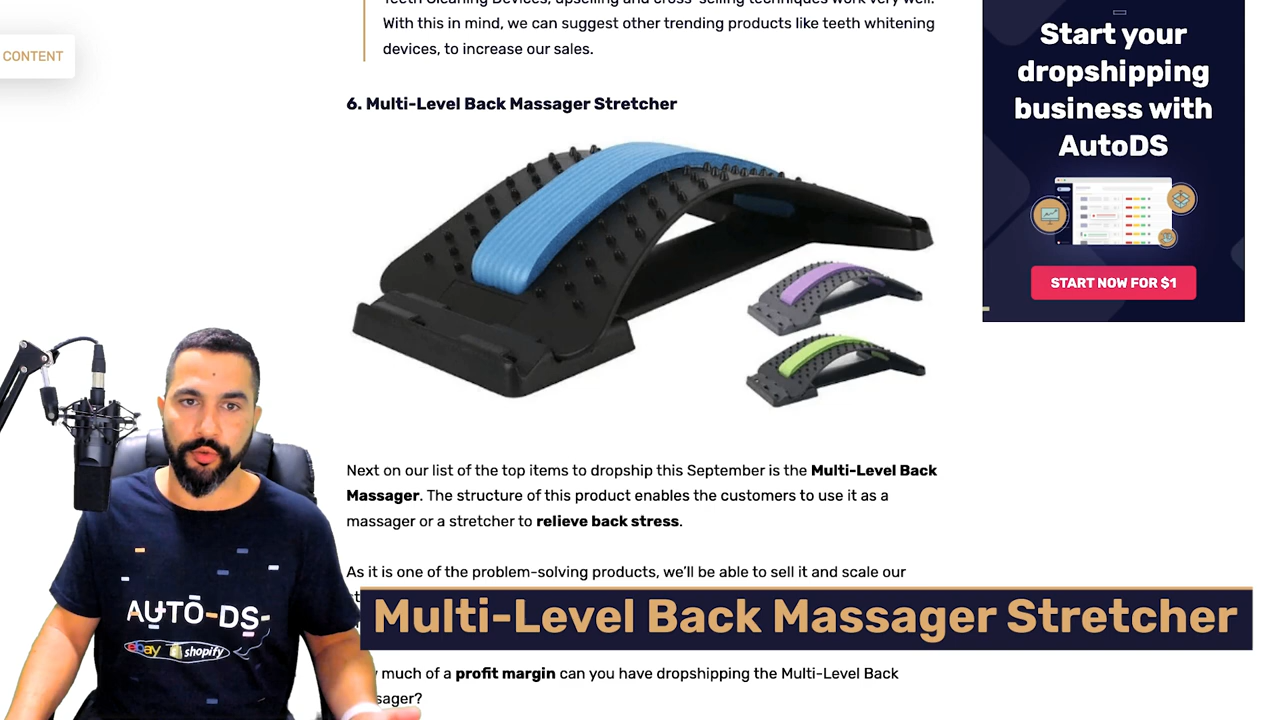 Teeth Cleaning Devices, upselling and cross-selling techniques work very well.
With this in mind, we can suggest other trending products like teeth whitening
devices, to increase our sales.
CONTENT
6. Multi-Level Back Massager Stretcher
Start your
dropshipping
business with
AutoDS
START NOW FOR $1
Next on our list of the top items to dropship this September is the Multi-Level Back
Massager. The structure of this product enables the customers to use it as a
massager or a stretcher to relieve back stress.
As it is one of the problem-solving products, we'll be able to sell it and scale our
Multi-Level Back Massager Stretcher
much of a profit margin can you have dropshipping the Multi-Level Back
AUTO-DS
ebay shopify